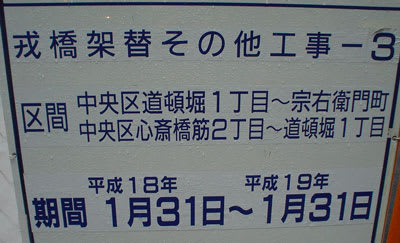 戎橋架替その他工事－3
区間 中央区道頓堀1丁目～宗右衛門町
中央区心斎橋筋2丁目～道頓堀1丁目
平成18年 平成19年
期間 1月31日～1月31日